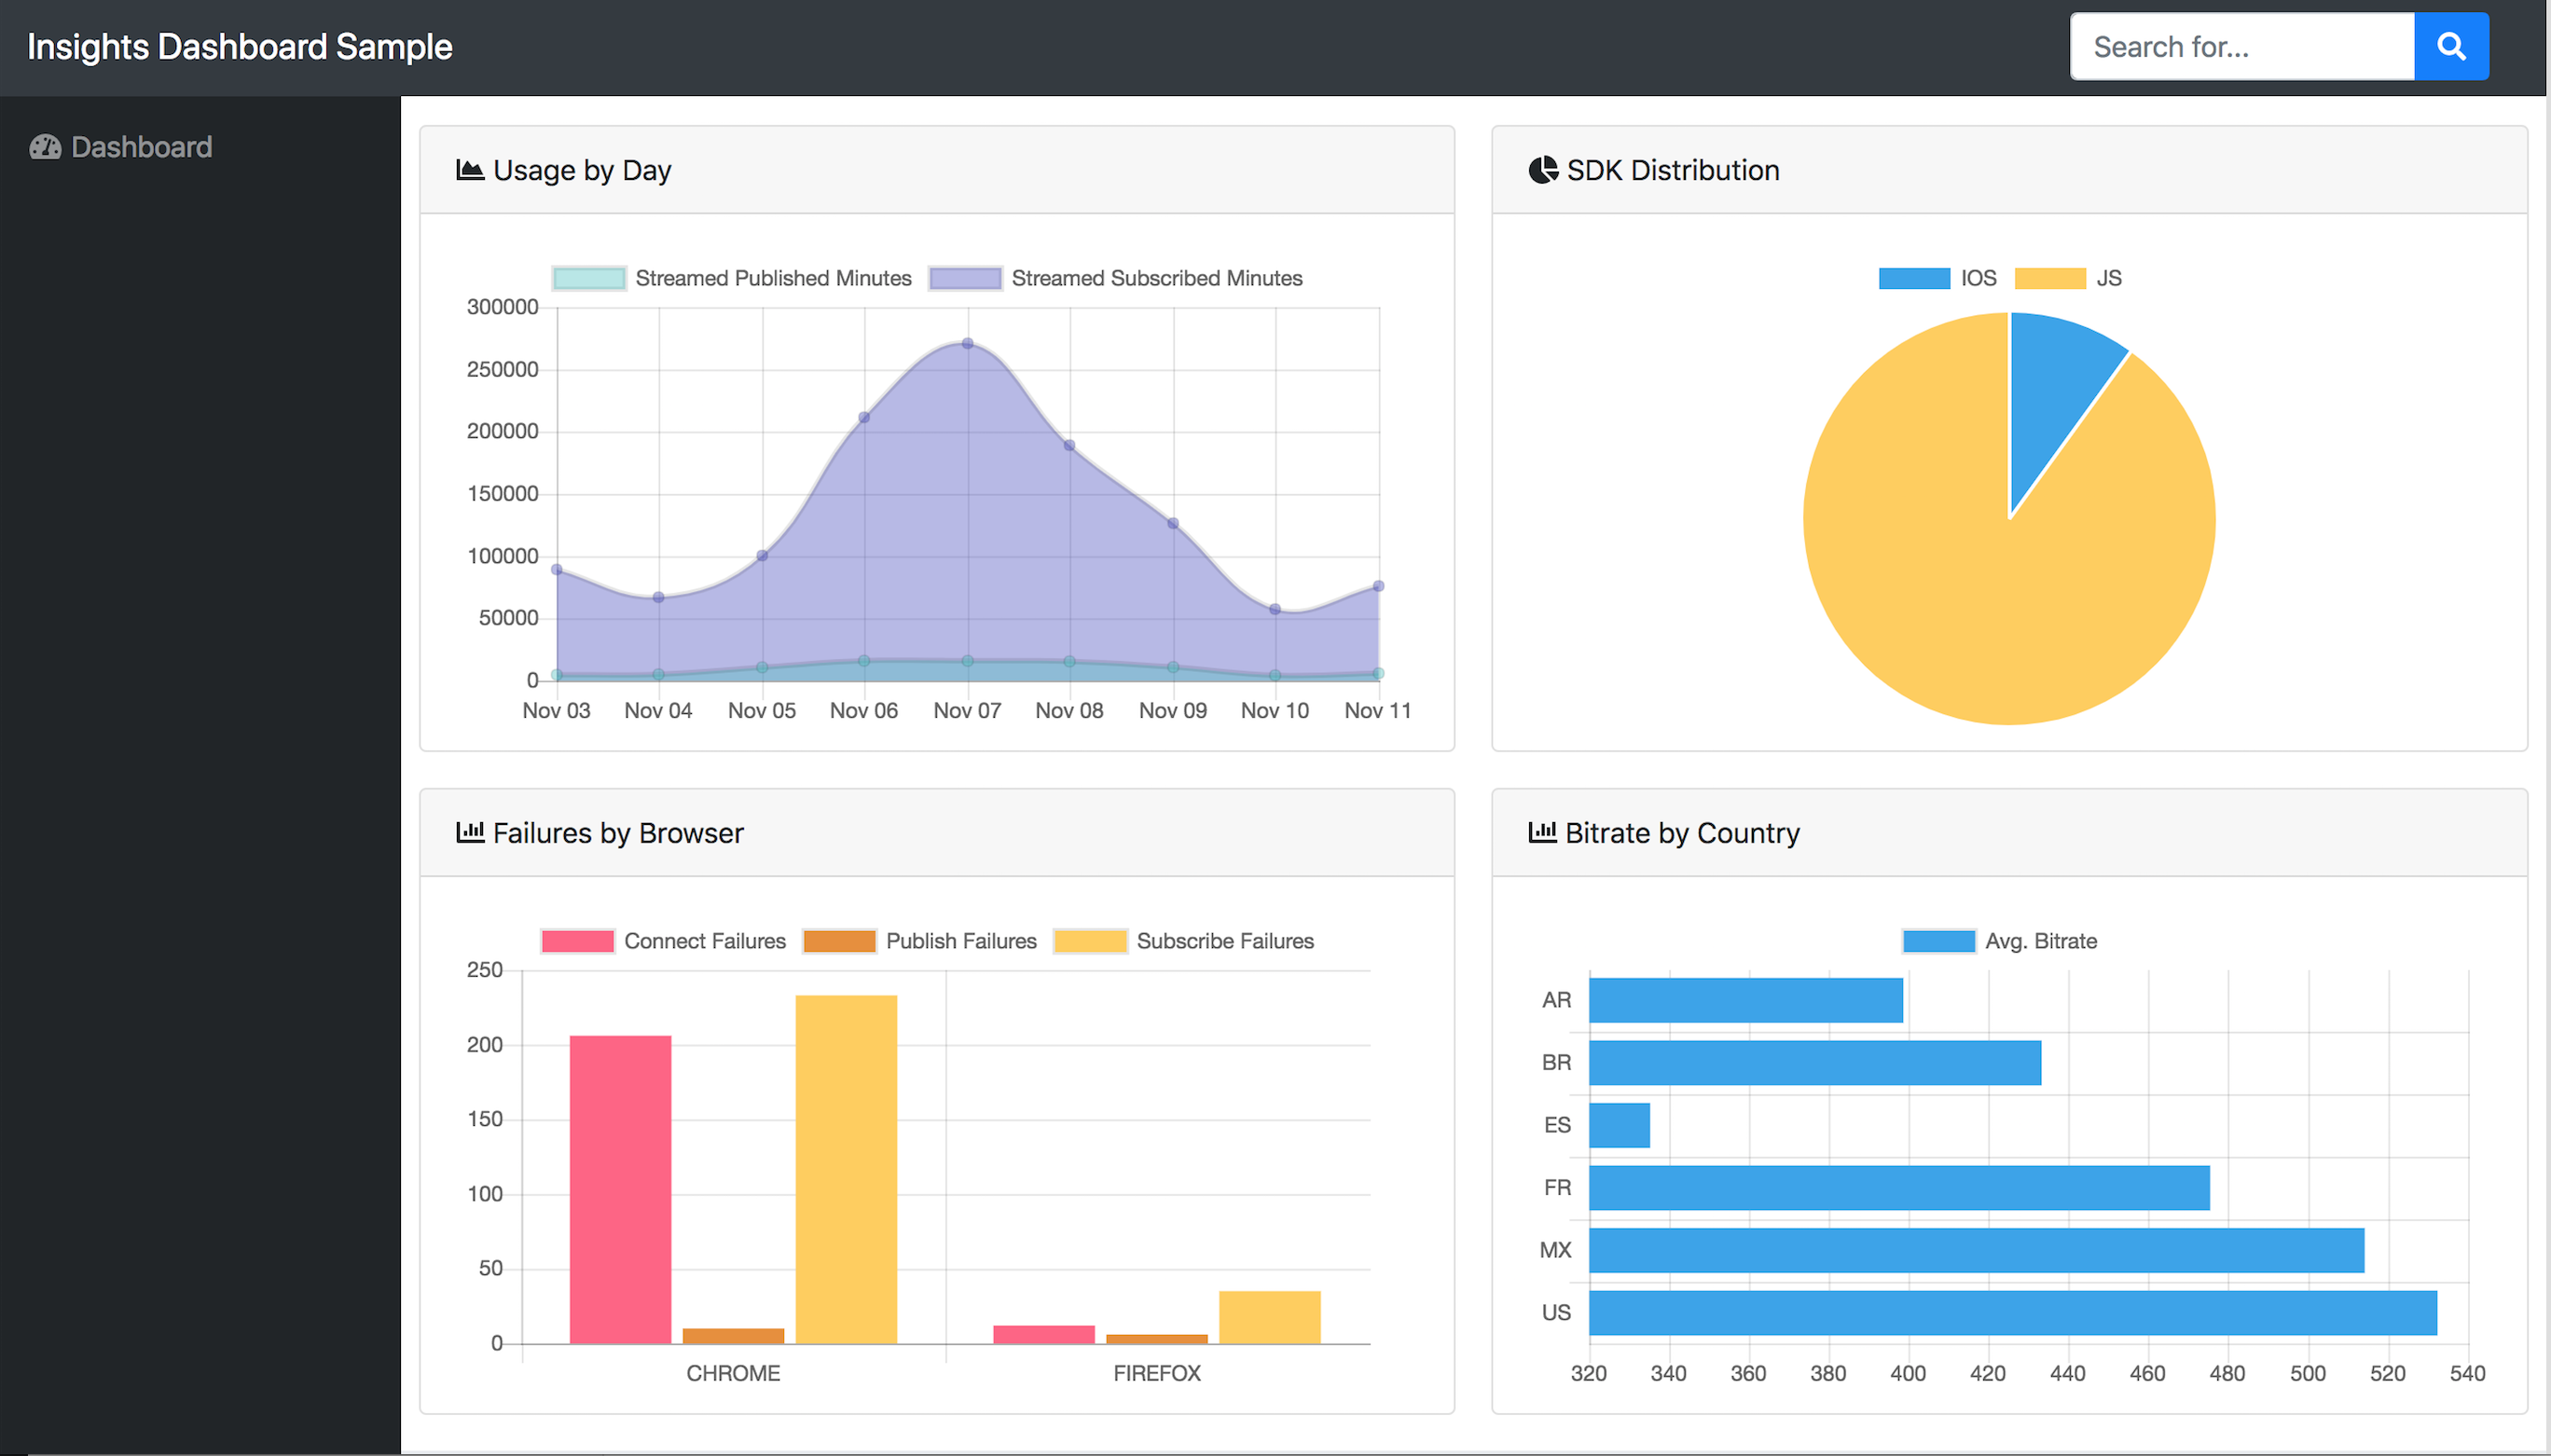 Insights Dashboard Sample
Search for...
Dashboard
Usage by Day
Streamed Published Minutes Streamed Subscribed Minutes
300000
250000
200000
150000
100000
50000
0
Nov 03 Nov 04 Nov 05 Nov 06 Nov 07 Nov 08 Nov 09 Nov 10 Nov 11
SDK Distribution
IOS JS
Failures by Browser
Connect Failures Publish Failures Subscribe Failures
250
200
150
100
50
0
CHROME FIREFOX
Bitrate by Country
Avg. Bitrate
AR
BR
ES
FR
MX
US
320 340 360 380 400 420 440 460 480 500 520 540